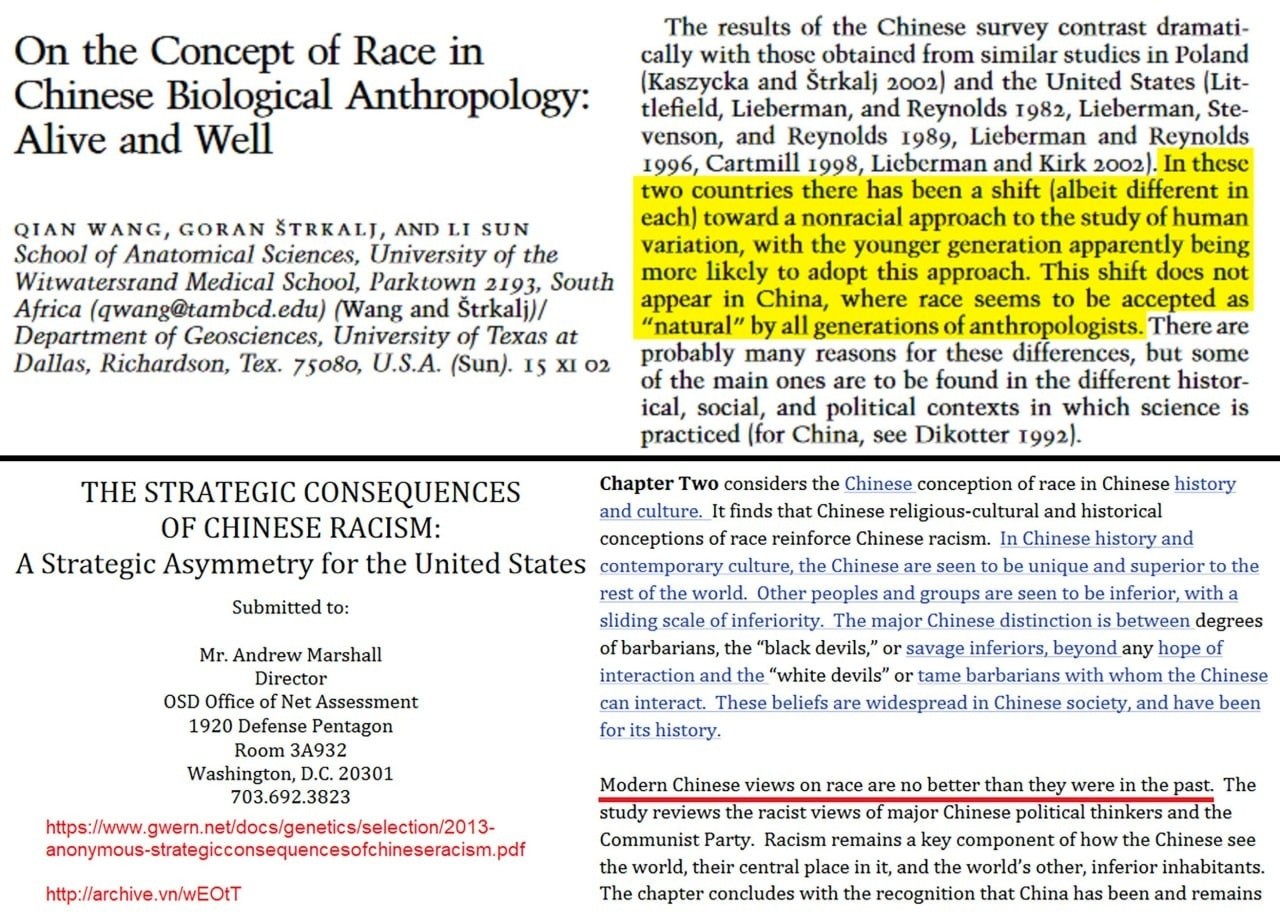 On the Concept of Race in
Chinese Biological Anthropology:
Alive and Well
QIAN WANG, GORAN ŠTRKALJ, AND LI SUN
School of Anatomical Sciences, University of the
Witwatersrand Medical School, Parktown 2193, South
Africa (qwang@tambcd.edu) (Wang and Štrkalj)/
Department of Geosciences, University of Texas at
Dallas, Richardson, Tex. 75080, U.S.A. (Sun). 15 XI 02
The results of the Chinese survey contrast dramati-
cally with those obtained from similar studies in Poland
(Kaszycka and Štrkalj 2002) and the United States (Lit-
tlefield, Lieberman, and Reynolds 1982, Lieberman, Ste-
venson, and Reynolds 1989, Lieberman and Reynolds
1996, Cartmill 1998, Lieberman and Kirk 2002). In these
two countries there has been a shift (albeit different in
each) toward a nonracial approach to the study of human
variation, with the younger generation apparently being
more likely to adopt this approach. This shift does not
appear in China, where race seems to be accepted as
“natural” by all generations of anthropologists. There are
probably many reasons for these differences, but some
of the main ones are to be found in the different histor-
ical, social, and political contexts in which science is
practiced (for China, see Dikotter 1992).
THE STRATEGIC CONSEQUENCES
OF CHINESE RACISM:
A Strategic Asymmetry for the United States
Submitted to:
Mr. Andrew Marshall
Director
OSD Office of Net Assessment
1920 Defense Pentagon
Room 3A932
Washington, D.C. 20301
703.692.3823
https://www.gwern.net/docs/genetics/selection/2013-
anonymous-strategicconsequencesofchineseracism.pdf
http://archive.vn/wEOtT
Chapter Two considers the Chinese conception of race in Chinese history
and culture. It finds that Chinese religious-cultural and historical
conceptions of race reinforce Chinese racism. In Chinese history and
contemporary culture, the Chinese are seen to be unique and superior to the
rest of the world. Other peoples and groups are seen to be inferior, with a
sliding scale of inferiority. The major Chinese distinction is between degrees
of barbarians, the “black devils,” or savage inferiors, beyond any hope of
interaction and the “white devils” or tame barbarians with whom the Chinese
can interact. These beliefs are widespread in Chinese society, and have been
for its history.
Modern Chinese views on race are no better than they were in the past. The
study reviews the racist views of major Chinese political thinkers and the
Communist Party. Racism remains a key component of how the Chinese see
the world, their central place in it, and the world’s other, inferior inhabitants.
The chapter concludes with the recognition that China has been and remains